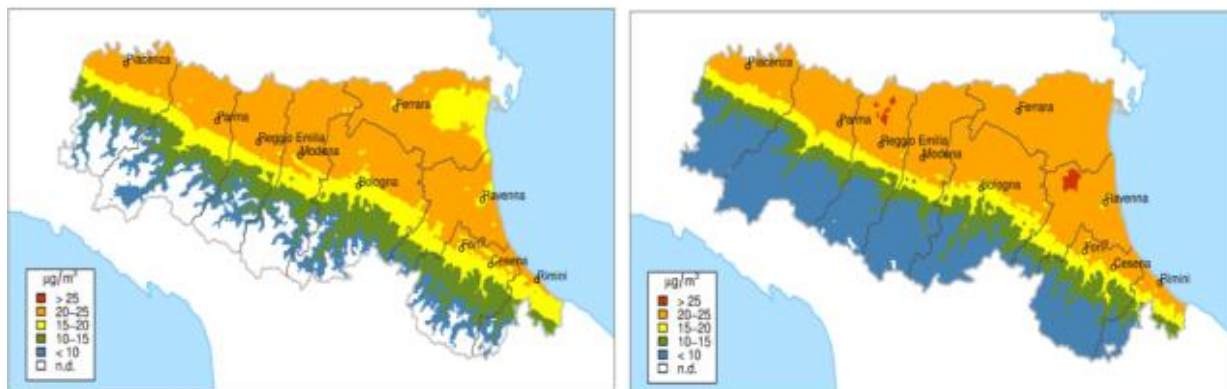 Piacenza
Ferrara
Parma
Reggio Emilia
Modena
Bologna
Ravenna
Forlì
Cesena
Rimini
µg/m³
> 25
20–25
15–20
10–15
< 10
n.d.
Piacenza
Ferrara
Parma
Reggio Emilia
Modena
Bologna
Ravenna
Forlì
Cesena
Rimini
µg/m³
> 25
20–25
15–20
10–15
< 10
n.d.